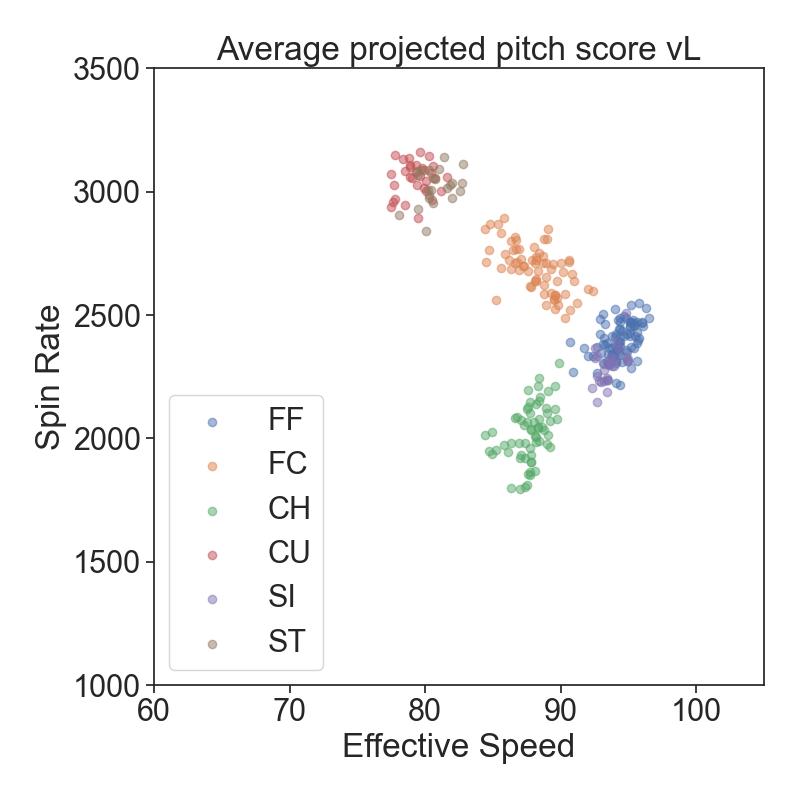 Average projected pitch score vL
3500
3000
2500
2000
1500
1000
Spin Rate
FF
FC
CH
CU
SI
ST
60
70
80
90
100
Effective Speed